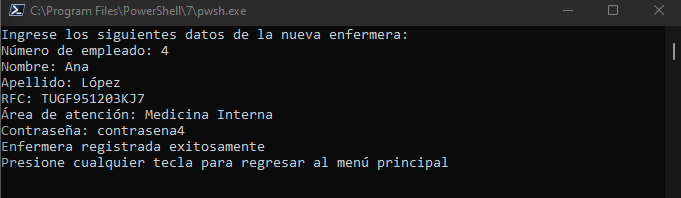 C:\Program Files\PowerShell\7\pwsh.exe
Ingrese los siguientes datos de la nueva enfermera:
Número de empleado: 4
Nombre: Ana
Apellido: López
RFC: TUGF951203KJ7
Área de atención: Medicina Interna
Contraseña: contrasena4
Enfermera registrada exitosamente
Presione cualquier tecla para regresar al menú principal